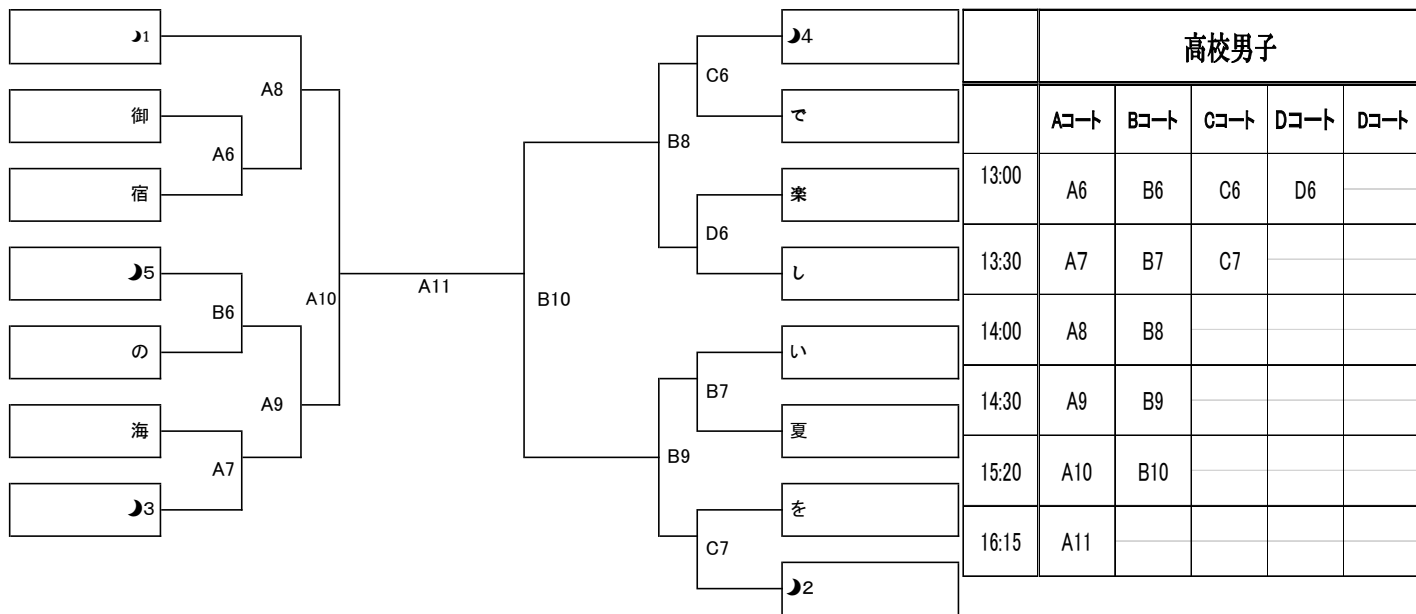 ☽1
御
宿
☽5
の
海
☽3
A8
A6
B6
A10
A9
A7
A11
B10
B8
C6
D6
B7
B9
C7
☽4
で
楽
し
い
夏
を
☽2
高校男子
Aコート Bコート Cコート Dコート Dコート
13:00 A6 B6 C6 D6
13:30 A7 B7 C7
14:00 A8 B8
14:30 A9 B9
15:20 A10 B10
16:15 A11